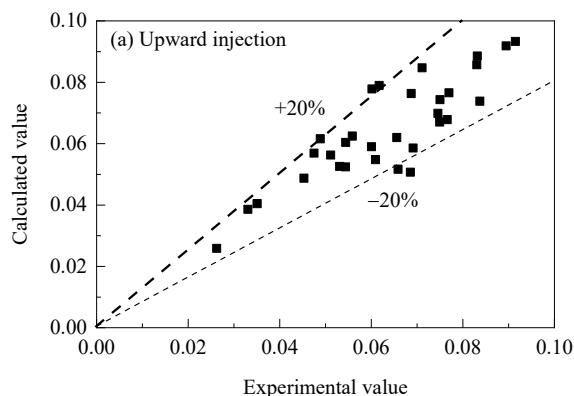 0.10
(a) Upward injection
0.08
+20%
0.06
Calculated value
0.04
−20%
0.02
0.00
0.00 0.02 0.04 0.06 0.08 0.10
Experimental value